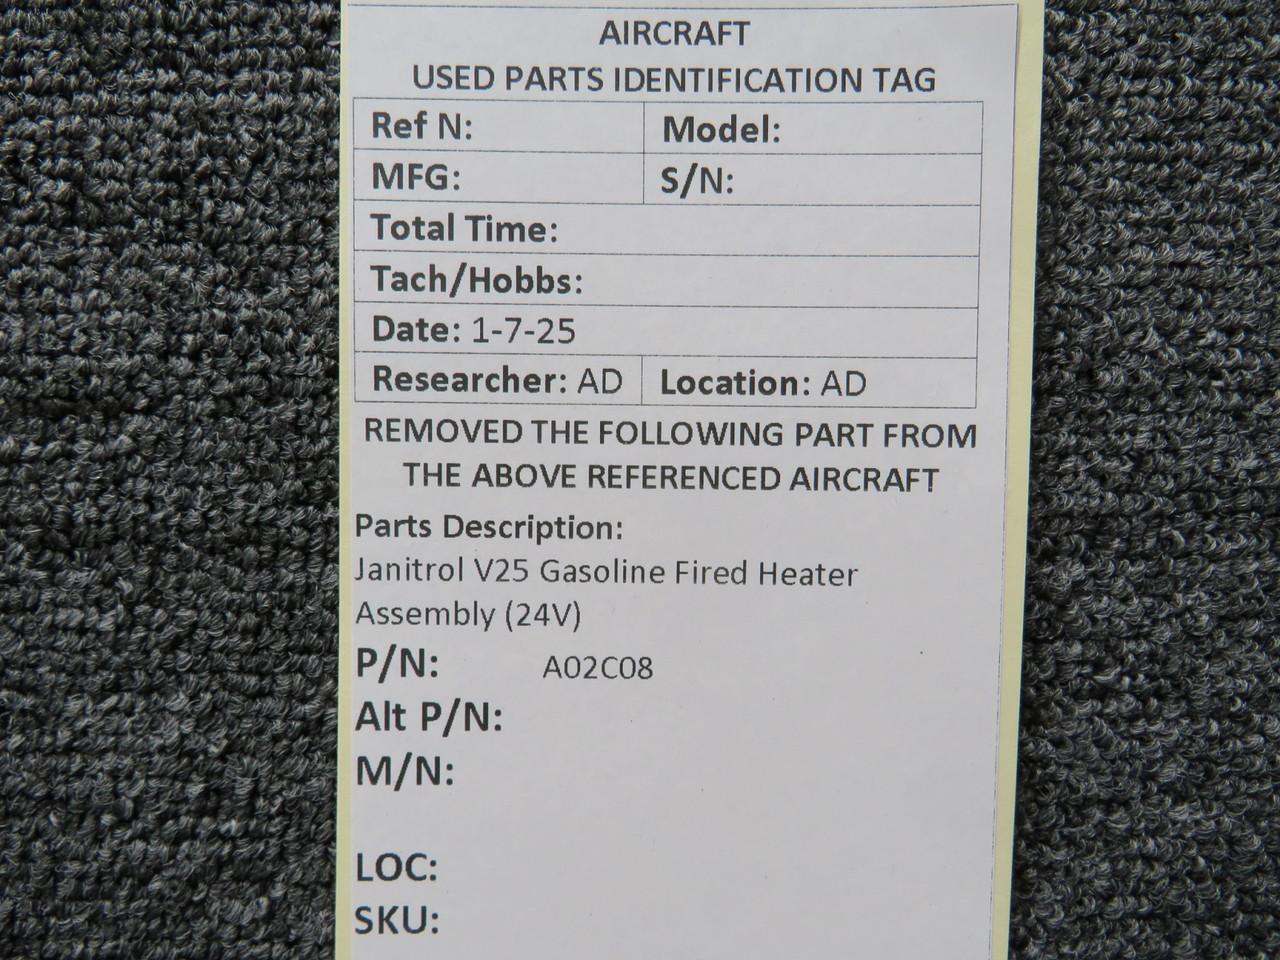 AIRCRAFT
USED PARTS IDENTIFICATION TAG
Ref N: Model:
MFG: S/N:
Total Time:
Tach/Hobbs:
Date: 1-7-25
Researcher: AD Location: AD
REMOVED THE FOLLOWING PART FROM
THE ABOVE REFERENCED AIRCRAFT
Parts Description:
Janitrol V25 Gasoline Fired Heater
Assembly (24V)
P/N: A02C08
Alt P/N:
M/N:
LOC:
SKU: